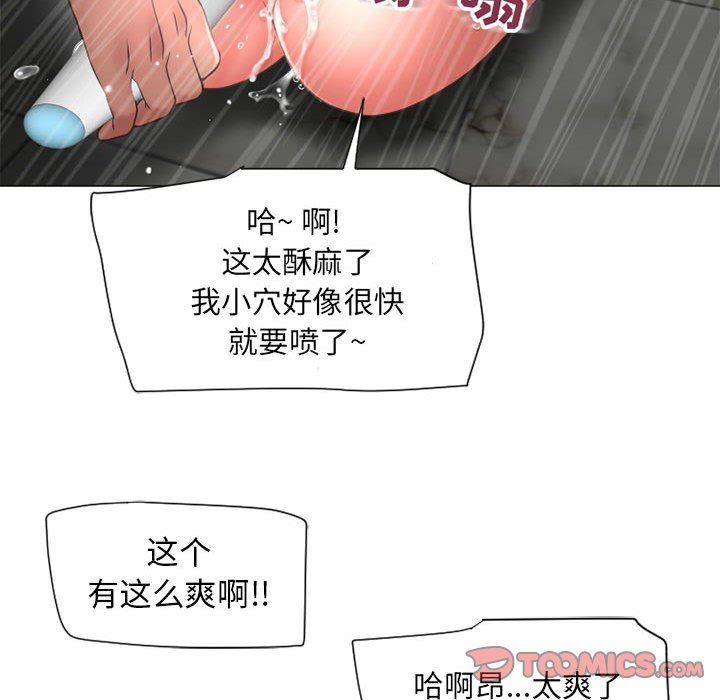 哈~ 啊!
这太酥麻了
我小穴好像很快
就要喷了~
这个
有这么爽啊!!
哈啊昂...太爽了
TOOMICS
TOOMICS.COM